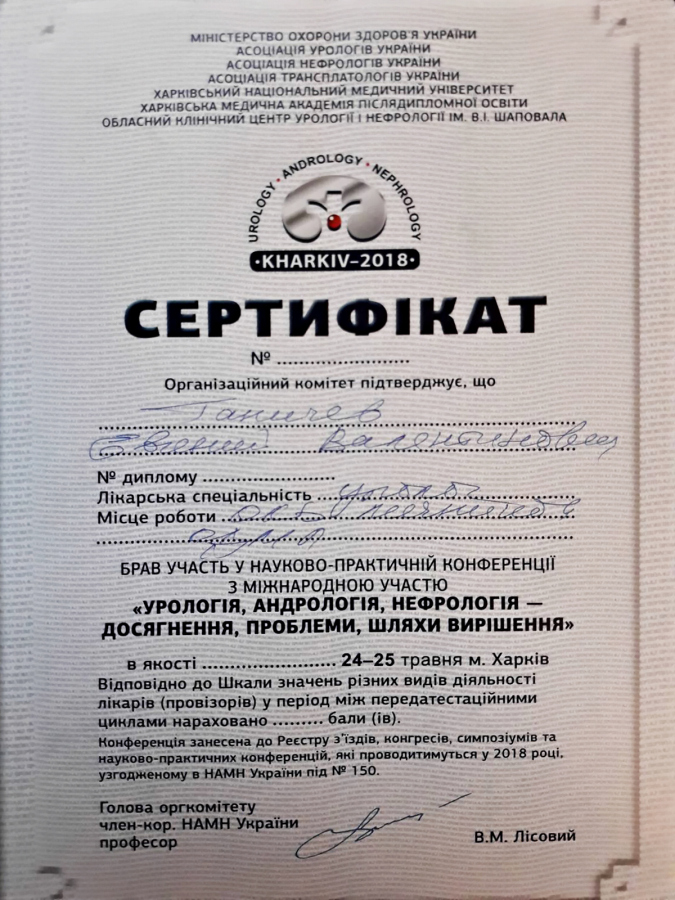 МІНІСТЕРСТВО ОХОРОНИ ЗДОРОВ'Я УКРАЇНИ
АСОЦІАЦІЯ УРОЛОГІВ УКРАЇНИ
АСОЦІАЦІЯ НЕФРОЛОГІВ УКРАЇНИ
АСОЦІАЦІЯ ТРАНСПЛАТОЛОГІВ УКРАЇНИ
ХАРКІВСЬКИЙ НАЦІОНАЛЬНИЙ МЕДИЧНИЙ УНІВЕРСИТЕТ
ХАРКІВСЬКА МЕДИЧНА АКАДЕМІЯ ПІСЛЯДИПЛОМНОЇ ОСВІТИ
ОБЛАСНИЙ КЛІНІЧНИЙ ЦЕНТР УРОЛОГІЇ І НЕФРОЛОГІЇ ІМ. В.І. ШАПОВАЛА
UROLOGY · ANDROLOGY · NEPHROLOGY
·KHARKIV–2018·
СЕРТИФІКАТ
№ ........................
Організаційний комітет підтверджує, що
Ганичев
Євгеній Валентинович
№ диплому ........................
Лікарська спеціальність
Місце роботи
БРАВ УЧАСТЬ У НАУКОВО-ПРАКТИЧНІЙ КОНФЕРЕНЦІЇ
З МІЖНАРОДНОЮ УЧАСТЮ
«УРОЛОГІЯ, АНДРОЛОГІЯ, НЕФРОЛОГІЯ —
ДОСЯГНЕННЯ, ПРОБЛЕМИ, ШЛЯХИ ВИРІШЕННЯ»
в якості ........................ 24–25 травня м. Харків
Відповідно до Шкали значень різних видів діяльності
лікарів (провізорів) у період між передатестаційними
циклами нараховано ......... бали (ів).
Конференція занесена до Реєстру з'їздів, конгресів, симпозіумів та
науково-практичних конференцій, які проводитимуться у 2018 році,
узгодженому в НАМН України під № 150.
Голова оргкомітету
член-кор. НАМН України
професор В.М. Лісовий